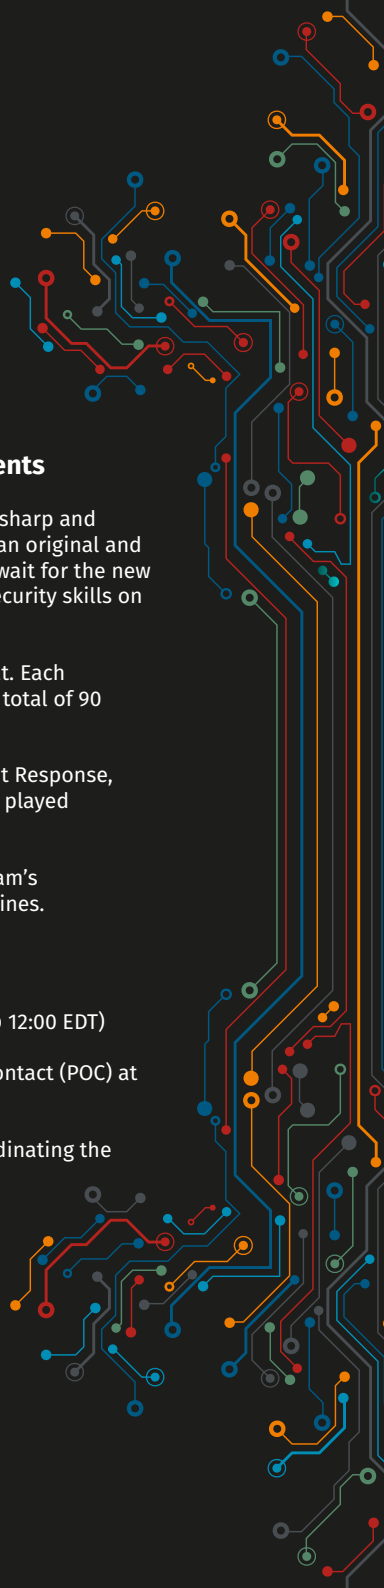 ents
sharp and
an original and
wait for the new
ecurity skills on
t. Each
total of 90
t Response,
played
am's
ines.
12:00 EDT)
ontact (POC) at
dinating the